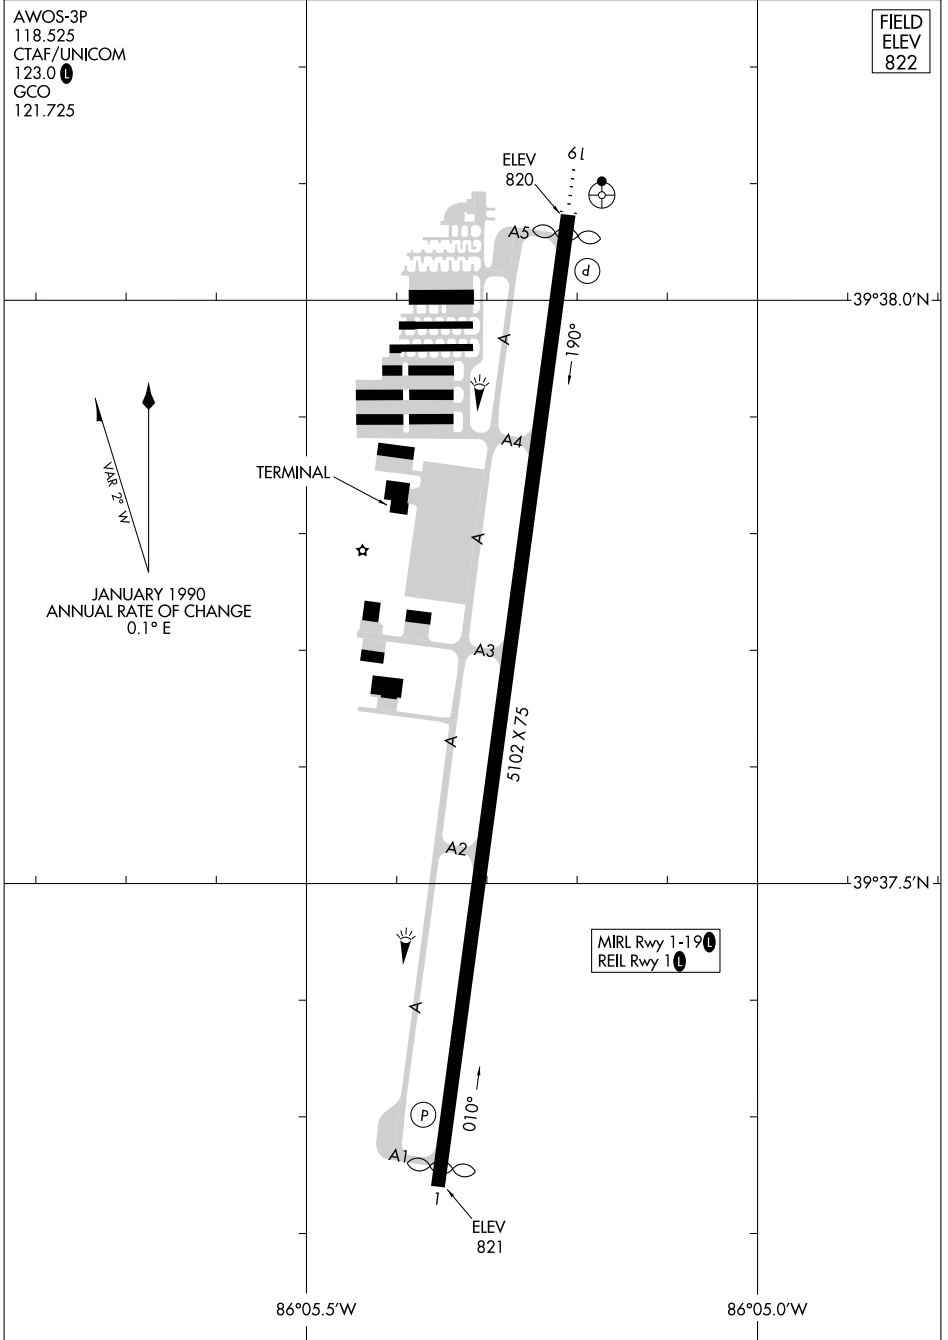 AWOS-3P
118.525
CTAF/UNICOM
123.0 L
GCO
121.725
FIELD
ELEV
822
19
ELEV
820
A5
d
39°38.0'N
190°
A
A4
TERMINAL
VAR 2° W
A
JANUARY 1990
ANNUAL RATE OF CHANGE
0.1° E
A3
5102 X 75
A
A2
39°37.5'N
MIRL Rwy 1-19 L
REIL Rwy 1 L
A
P
010°
A1
1
ELEV
821
86°05.5'W
86°05.0'W